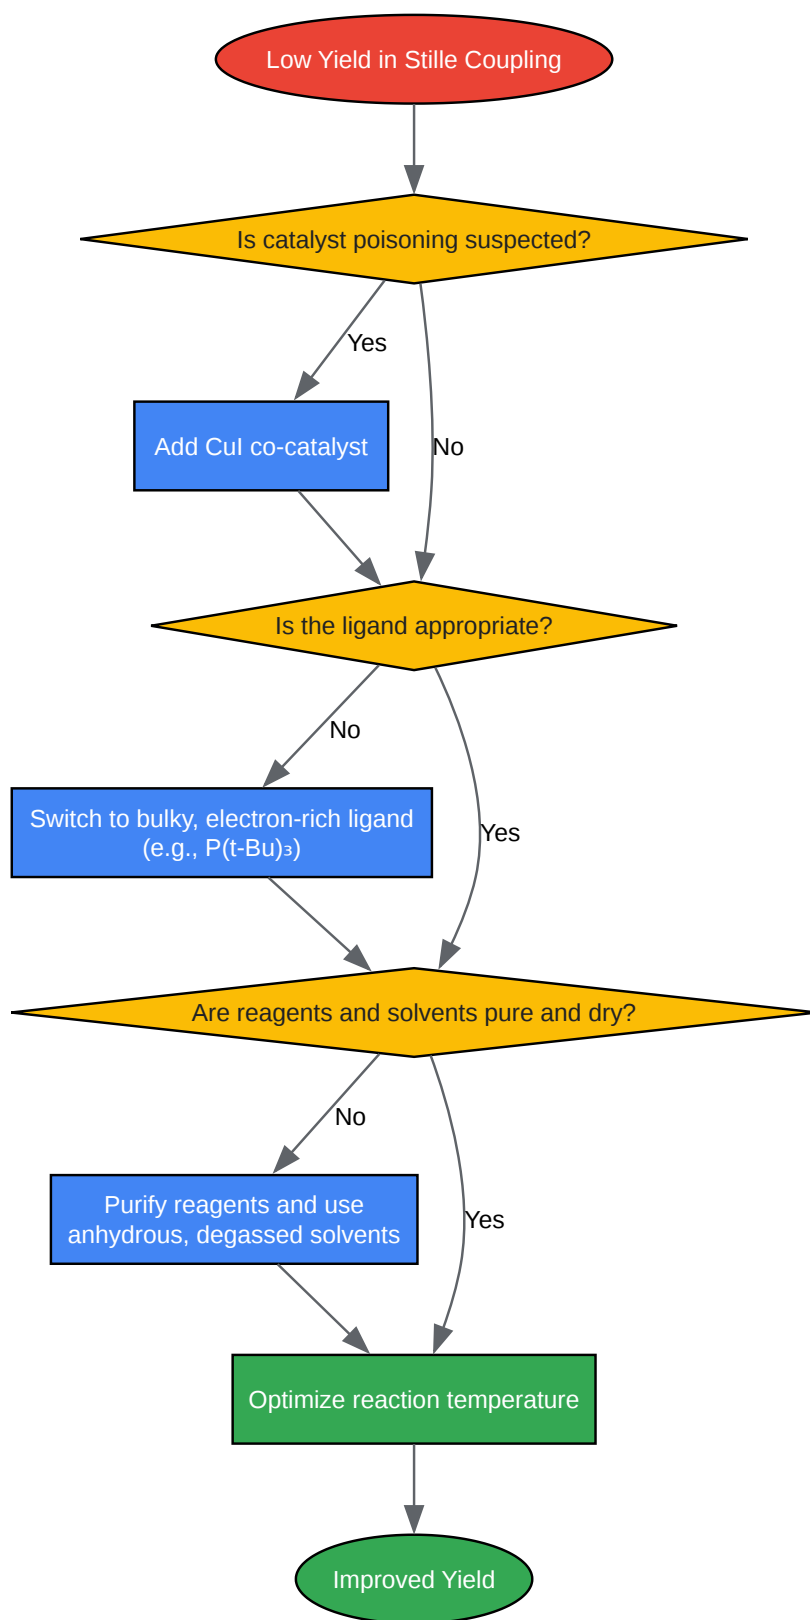 Low Yield in Stille Coupling
Is catalyst poisoning suspected?
Yes
Add CuI co-catalyst
No
Is the ligand appropriate?
No
Switch to bulky, electron-rich ligand
(e.g., P(t-Bu)₃)
Yes
Are reagents and solvents pure and dry?
No
Purify reagents and use
anhydrous, degassed solvents
Yes
Optimize reaction temperature
Improved Yield